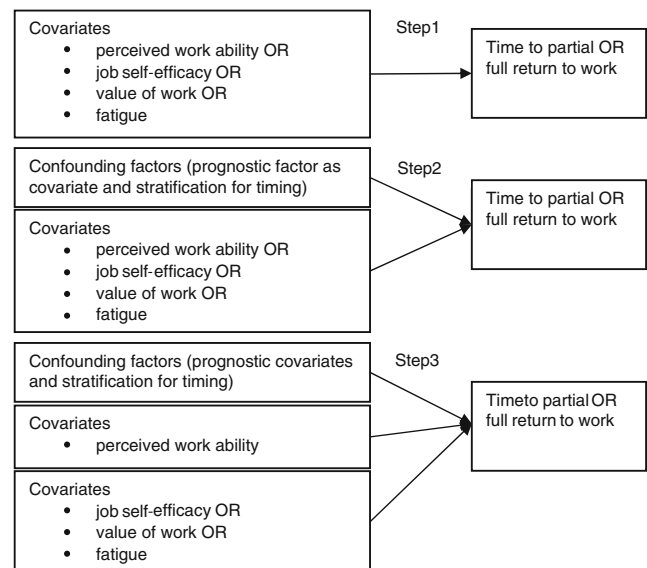 Covariates
• perceived work ability OR
• job self-efficacy OR
• value of work OR
• fatigue
Step1
Time to partial OR
full return to work
Confounding factors (prognostic factor as
covariate and stratification for timing)
Covariates
• perceived work ability OR
• job self-efficacy OR
• value of work OR
• fatigue
Step2
Time to partial OR
full return to work
Confounding factors (prognostic covariates
and stratification for timing)
Covariates
• perceived work ability
Covariates
• job self-efficacy OR
• value of work OR
• fatigue
Step3
Timeto partial OR
full return to work